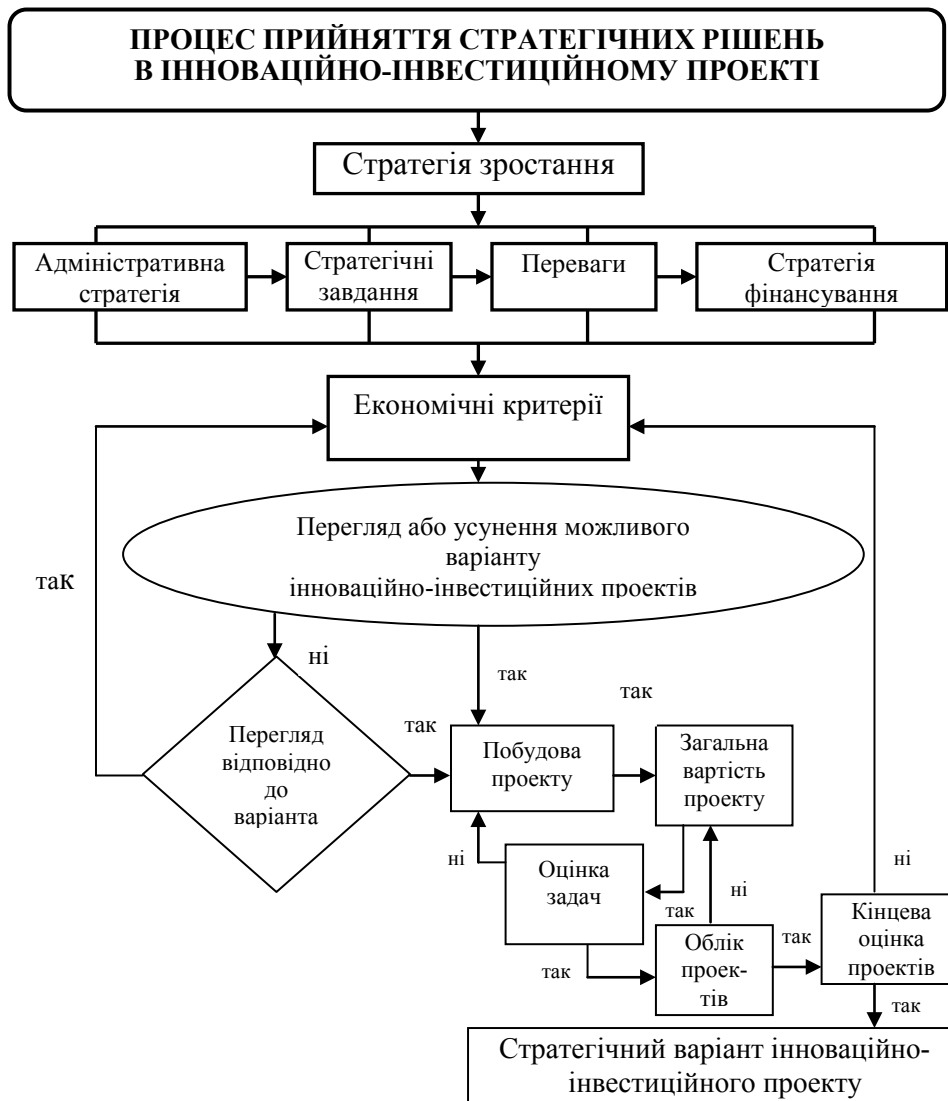 ПРОЦЕС ПРИЙНЯТТЯ СТРАТЕГІЧНИХ РІШЕНЬ
В ІННОВАЦІЙНО-ІНВЕСТИЦІЙНОМУ ПРОЕКТІ
Стратегія зростання
Адміністративна
стратегія
Стратегічні
завдання
Переваги
Стратегія
фінансування
Економічні критерії
Перегляд або усунення можливого
варіанту
інноваційно-інвестиційних проектів
так
ні
так
так
так
Перегляд
відповідно
до
варіанта
Побудова
проекту
Загальна
вартість
проекту
ні
Оцінка
задач
ні
ні
так
так
так
Облік
проек-
тів
Кінцева
оцінка
проектів
так
Стратегічний варіант інноваційно-
інвестиційного проекту